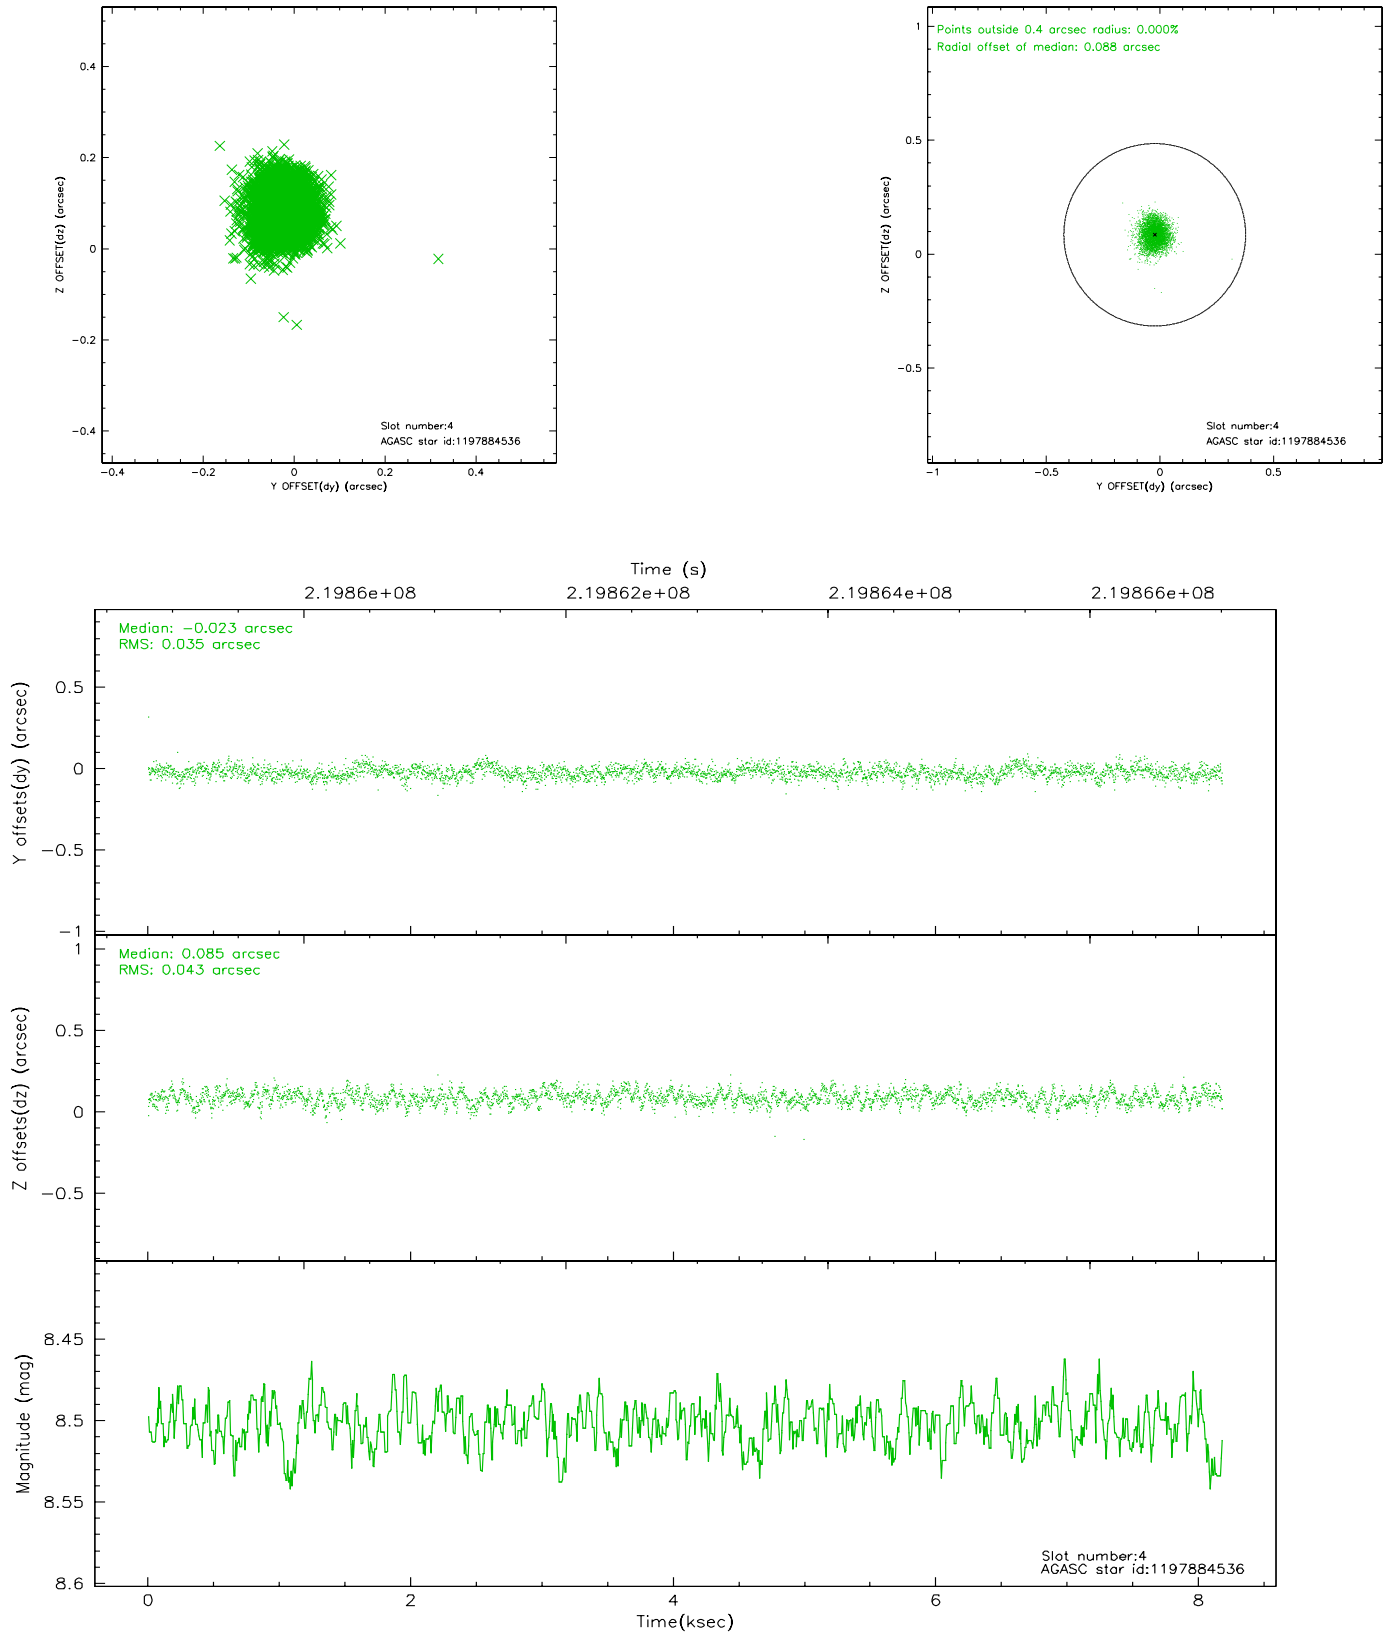 0.4
0.2
0
−0.2
−0.4
Z OFFSET(dz) (arcsec)
Slot number:4
AGASC star id:1197884536
−0.4 −0.2 0 0.2 0.4
Y OFFSET(dy) (arcsec)
Points outside 0.4 arcsec radius: 0.000%
Radial offset of median: 0.088 arcsec
1
0.5
0
−0.5
Z OFFSET(dz) (arcsec)
Slot number:4
AGASC star id:1197884536
−1 −0.5 0 0.5
Y OFFSET(dy) (arcsec)
Time (s)
2.1986e+08 2.19862e+08 2.19864e+08 2.19866e+08
Median: −0.023 arcsec
RMS: 0.035 arcsec
0.5
0
−0.5
−1
Y offsets(dy) (arcsec)
Median: 0.085 arcsec
RMS: 0.043 arcsec
1
0.5
0
−0.5
Z offsets(dz) (arcsec)
8.45
8.5
8.55
8.6
Magnitude (mag)
Slot number:4
AGASC star id:1197884536
0 2 4 6 8
Time(ksec)